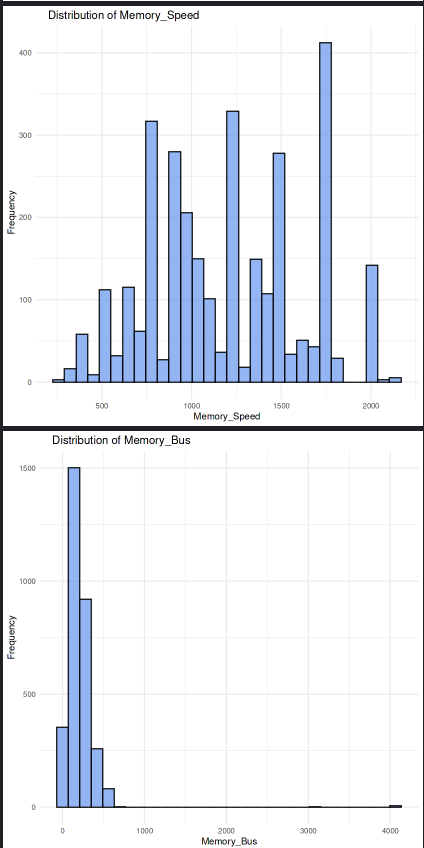 Distribution of Memory_Speed
400
300
200
100
0
Frequency
500 1000 1500 2000
Memory_Speed
Distribution of Memory_Bus
1500
1000
500
0
Frequency
0 1000 2000 3000 4000
Memory_Bus